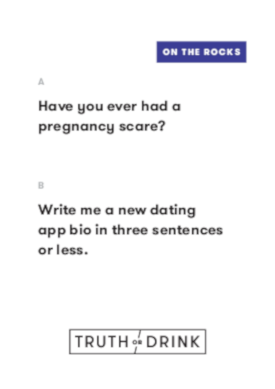 ON THE ROCKS
A
Have you ever had a
pregnancy scare?
B
Write me a new dating
app bio in three sentences
or less.
TRUTH OR DRINK